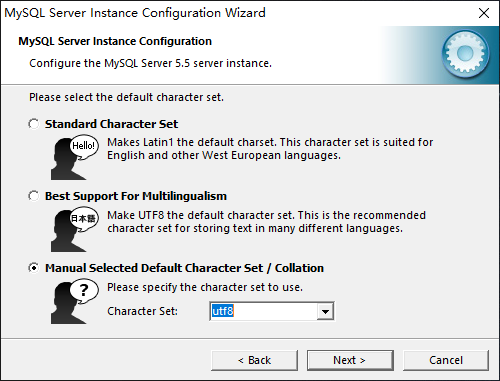 MySQL Server Instance Configuration Wizard
MySQL Server Instance Configuration
Configure the MySQL Server 5.5 server instance.
Please select the default character set.
Standard Character Set
Hello!
Makes Latin1 the default charset. This character set is suited for
English and other West European languages.
Best Support For Multilingualism
日本語
Make UTF8 the default character set. This is the recommended
character set for storing text in many different languages.
Manual Selected Default Character Set / Collation
?
Please specify the character set to use.
Character Set: utf8
< Back Next > Cancel